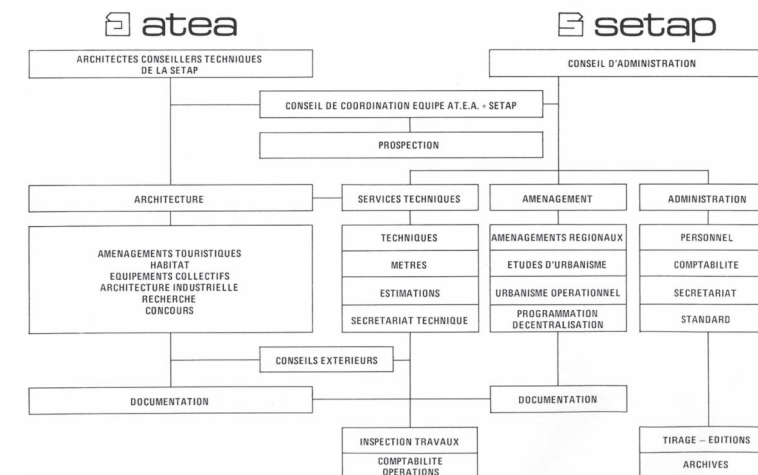 atea
setap
ARCHITECTES CONSEILLERS TECHNIQUES
DE LA SETAP
CONSEIL D'ADMINISTRATION
CONSEIL DE COORDINATION EQUIPE AT.E.A. + SETAP
PROSPECTION
ARCHITECTURE
SERVICES TECHNIQUES
AMENAGEMENT
ADMINISTRATION
AMENAGEMENTS TOURISTIQUES
HABITAT
EQUIPEMENTS COLLECTIFS
ARCHITECTURE INDUSTRIELLE
RECHERCHE
CONCOURS
TECHNIQUES
METRES
ESTIMATIONS
SECRETARIAT TECHNIQUE
AMENAGEMENTS REGIONAUX
ETUDES D'URBANISME
URBANISME OPERATIONNEL
PROGRAMMATION
DECENTRALISATION
PERSONNEL
COMPTABILITE
SECRETARIAT
STANDARD
CONSEILS EXTERIEURS
DOCUMENTATION
DOCUMENTATION
INSPECTION TRAVAUX
COMPTABILITE
OPERATIONS
TIRAGE – EDITIONS
ARCHIVES